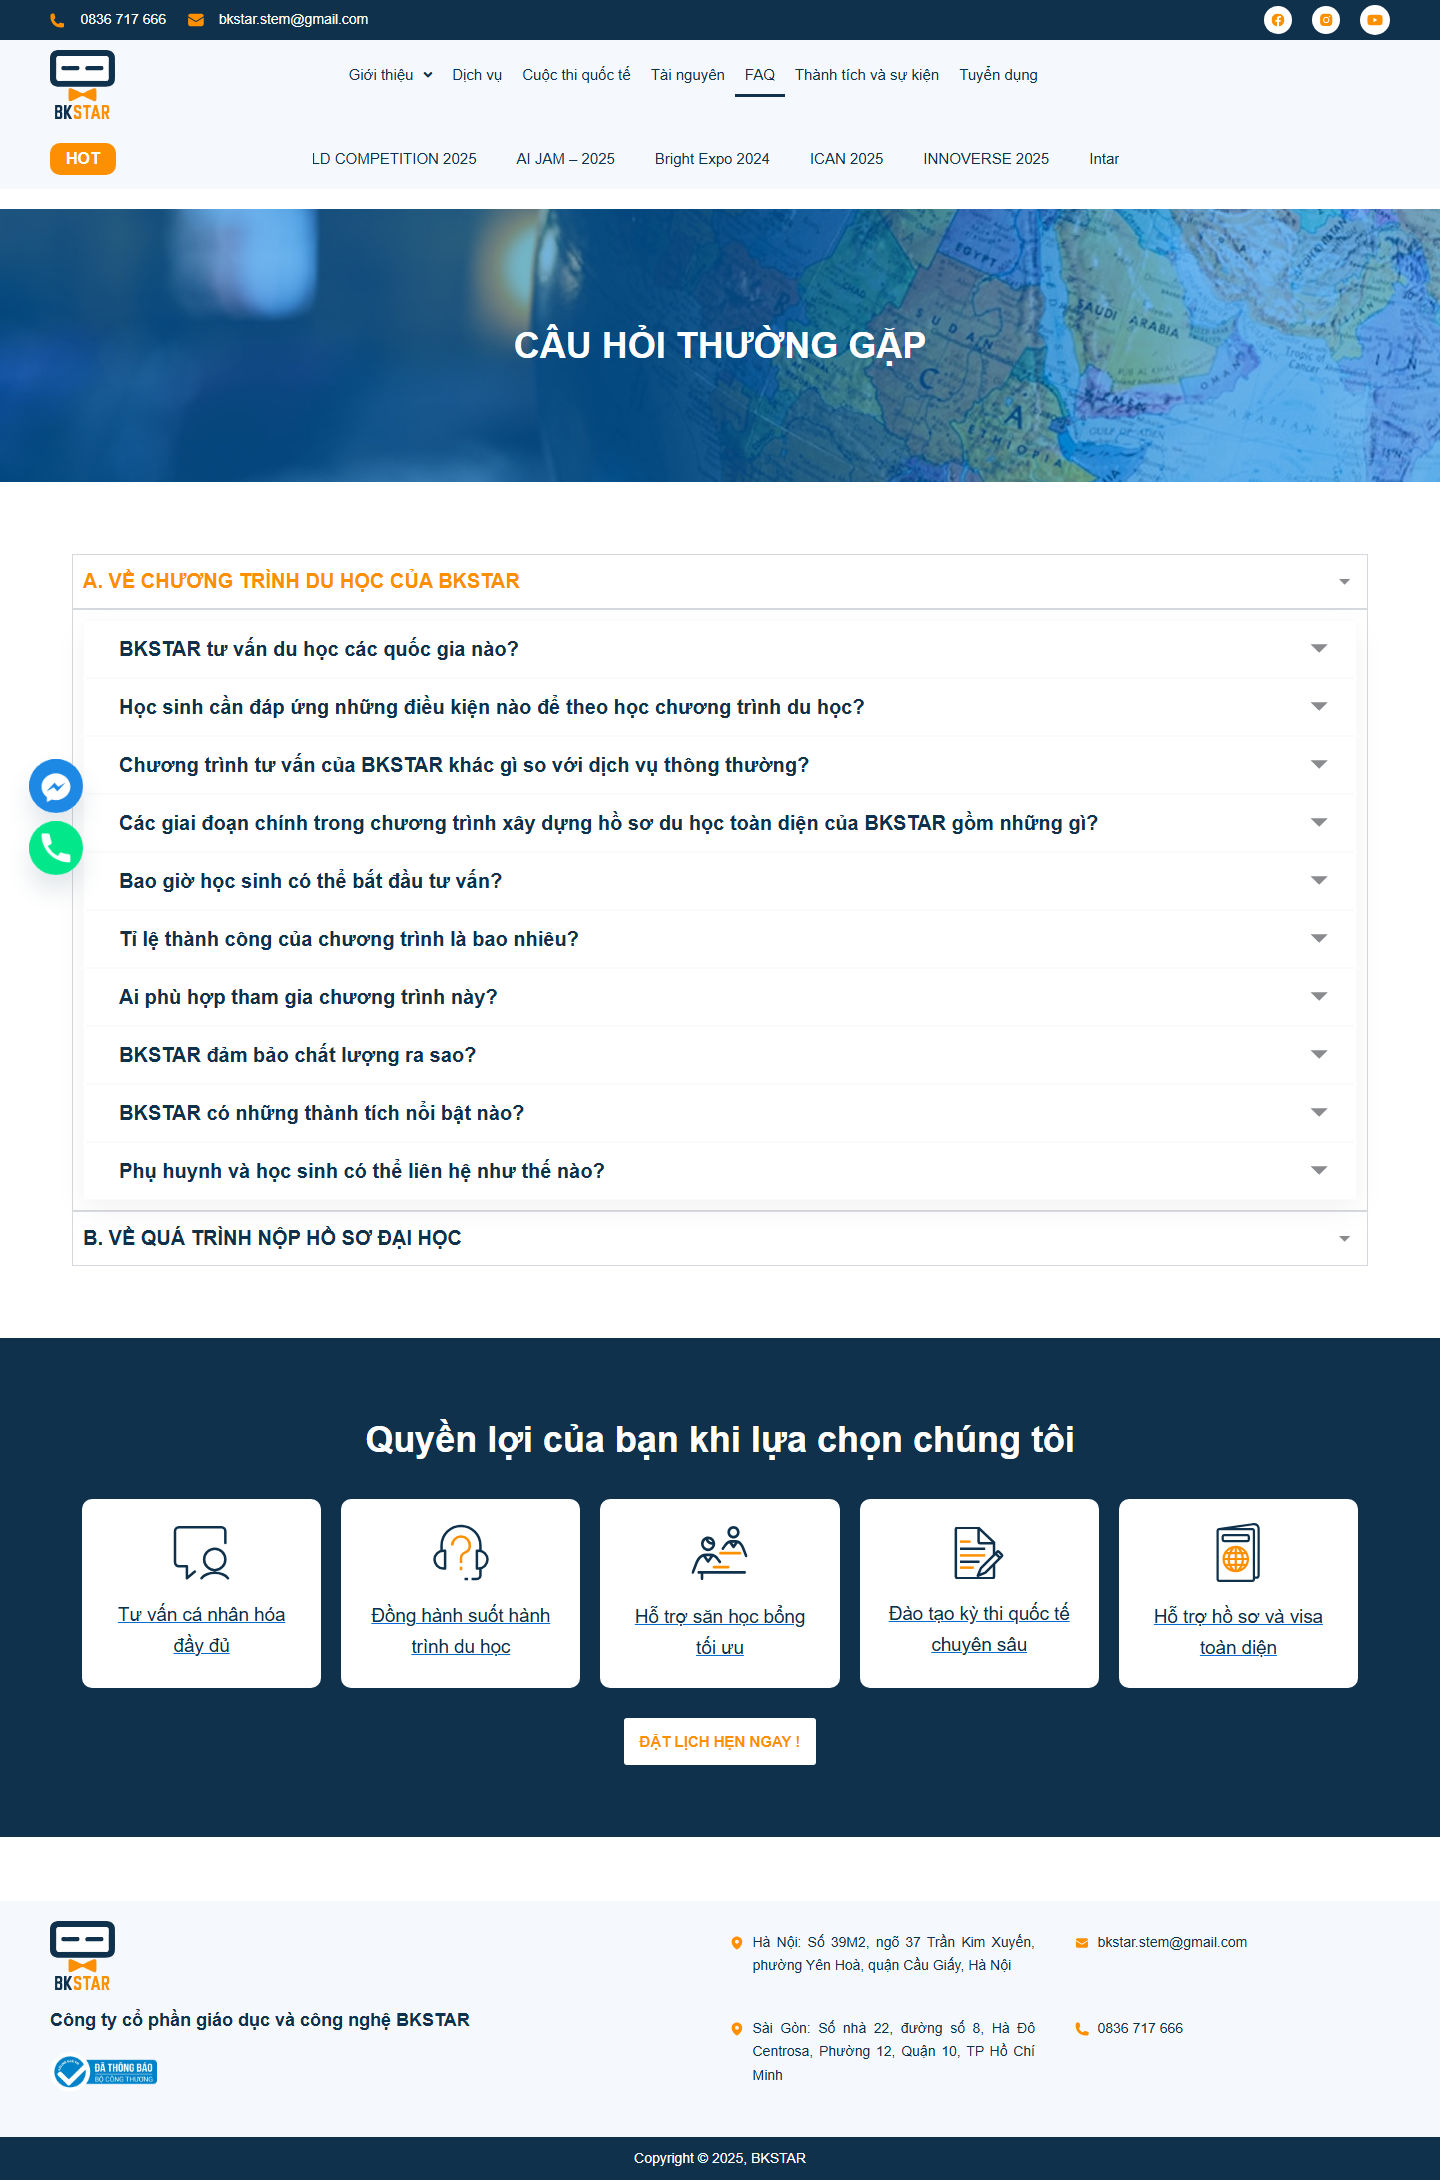 0836 717 666
bkstar.stem@gmail.com
BKSTAR
Giới thiệu
Dịch vụ
Cuộc thi quốc tế
Tài nguyên
FAQ
Thành tích và sự kiện
Tuyển dụng
HOT
LD COMPETITION 2025
AI JAM – 2025
Bright Expo 2024
ICAN 2025
INNOVERSE 2025
Intar
EGYPT
SUDAN
SAUDI ARABIA
OMAN
ETHIOPIA
GULF OF ADEN
CÂU HỎI THƯỜNG GẶP
A. VỀ CHƯƠNG TRÌNH DU HỌC CỦA BKSTAR
BKSTAR tư vấn du học các quốc gia nào?
Học sinh cần đáp ứng những điều kiện nào để theo học chương trình du học?
Chương trình tư vấn của BKSTAR khác gì so với dịch vụ thông thường?
Các giai đoạn chính trong chương trình xây dựng hồ sơ du học toàn diện của BKSTAR gồm những gì?
Bao giờ học sinh có thể bắt đầu tư vấn?
Tỉ lệ thành công của chương trình là bao nhiêu?
Ai phù hợp tham gia chương trình này?
BKSTAR đảm bảo chất lượng ra sao?
BKSTAR có những thành tích nổi bật nào?
Phụ huynh và học sinh có thể liên hệ như thế nào?
B. VỀ QUÁ TRÌNH NỘP HỒ SƠ ĐẠI HỌC
Quyền lợi của bạn khi lựa chọn chúng tôi
Tư vấn cá nhân hóa
đầy đủ
Đồng hành suốt hành
trình du học
Hỗ trợ săn học bổng
tối ưu
Đào tạo kỳ thi quốc tế
chuyên sâu
Hỗ trợ hồ sơ và visa
toàn diện
ĐẶT LỊCH HẸN NGAY !
BKSTAR
Công ty cổ phần giáo dục và công nghệ BKSTAR
ĐÃ THÔNG BÁO
BỘ CÔNG THƯƠNG
Hà Nội: Số 39M2, ngõ 37 Trần Kim Xuyến,
phường Yên Hoà, quận Cầu Giấy, Hà Nội
bkstar.stem@gmail.com
Sài Gòn: Số nhà 22, đường số 8, Hà Đô
Centrosa, Phường 12, Quận 10, TP Hồ Chí
Minh
0836 717 666
Copyright © 2025, BKSTAR